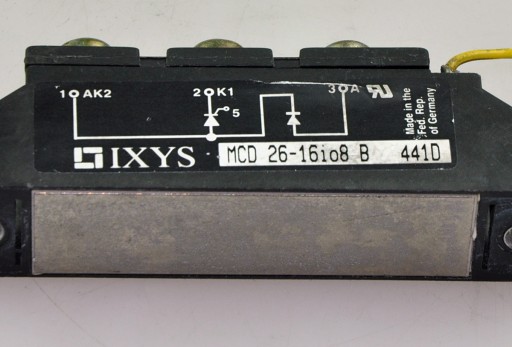 1 AK2 2 K1 3 A
5
Made in the
Fed. Rep.
of Germany
IXYS MCD 26-16io8 B 441D